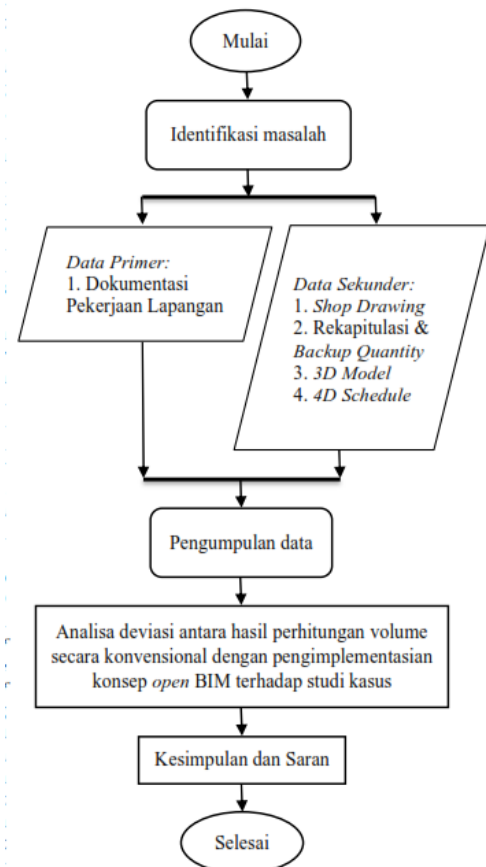 Mulai
Identifikasi masalah
Data Primer:
1. Dokumentasi
Pekerjaan Lapangan
Data Sekunder:
1. Shop Drawing
2. Rekapitulasi &
Backup Quantity
3. 3D Model
4. 4D Schedule
Pengumpulan data
Analisa deviasi antara hasil perhitungan volume
secara konvensional dengan pengimplementasian
konsep open BIM terhadap studi kasus
Kesimpulan dan Saran
Selesai